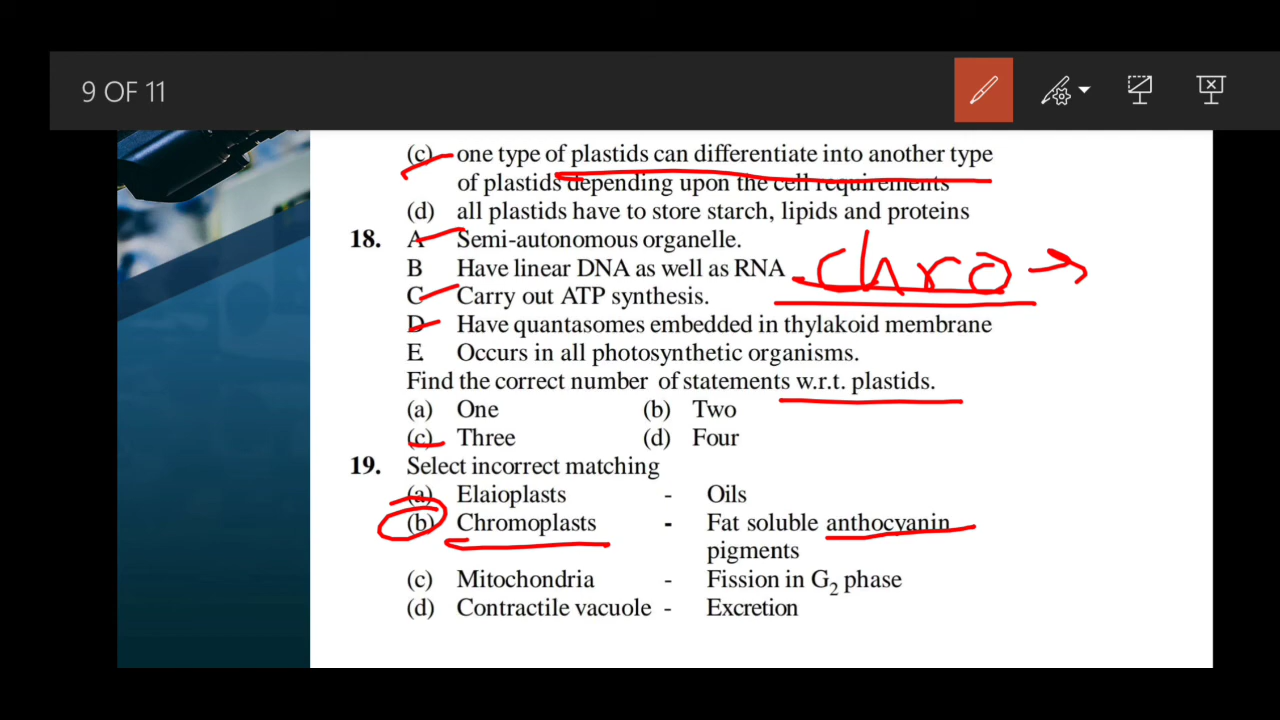 9 OF 11
(c) one type of plastids can differentiate into another type
of plastids depending upon the cell requirements
(d) all plastids have to store starch, lipids and proteins
18. A Semi-autonomous organelle.
B Have linear DNA as well as RNA
chro →
C Carry out ATP synthesis.
D Have quantasomes embedded in thylakoid membrane
E Occurs in all photosynthetic organisms.
Find the correct number of statements w.r.t. plastids.
(a) One (b) Two
(c) Three (d) Four
19. Select incorrect matching
(a) Elaioplasts - Oils
(b) Chromoplasts - Fat soluble anthocyanin
pigments
(c) Mitochondria - Fission in G₂ phase
(d) Contractile vacuole - Excretion